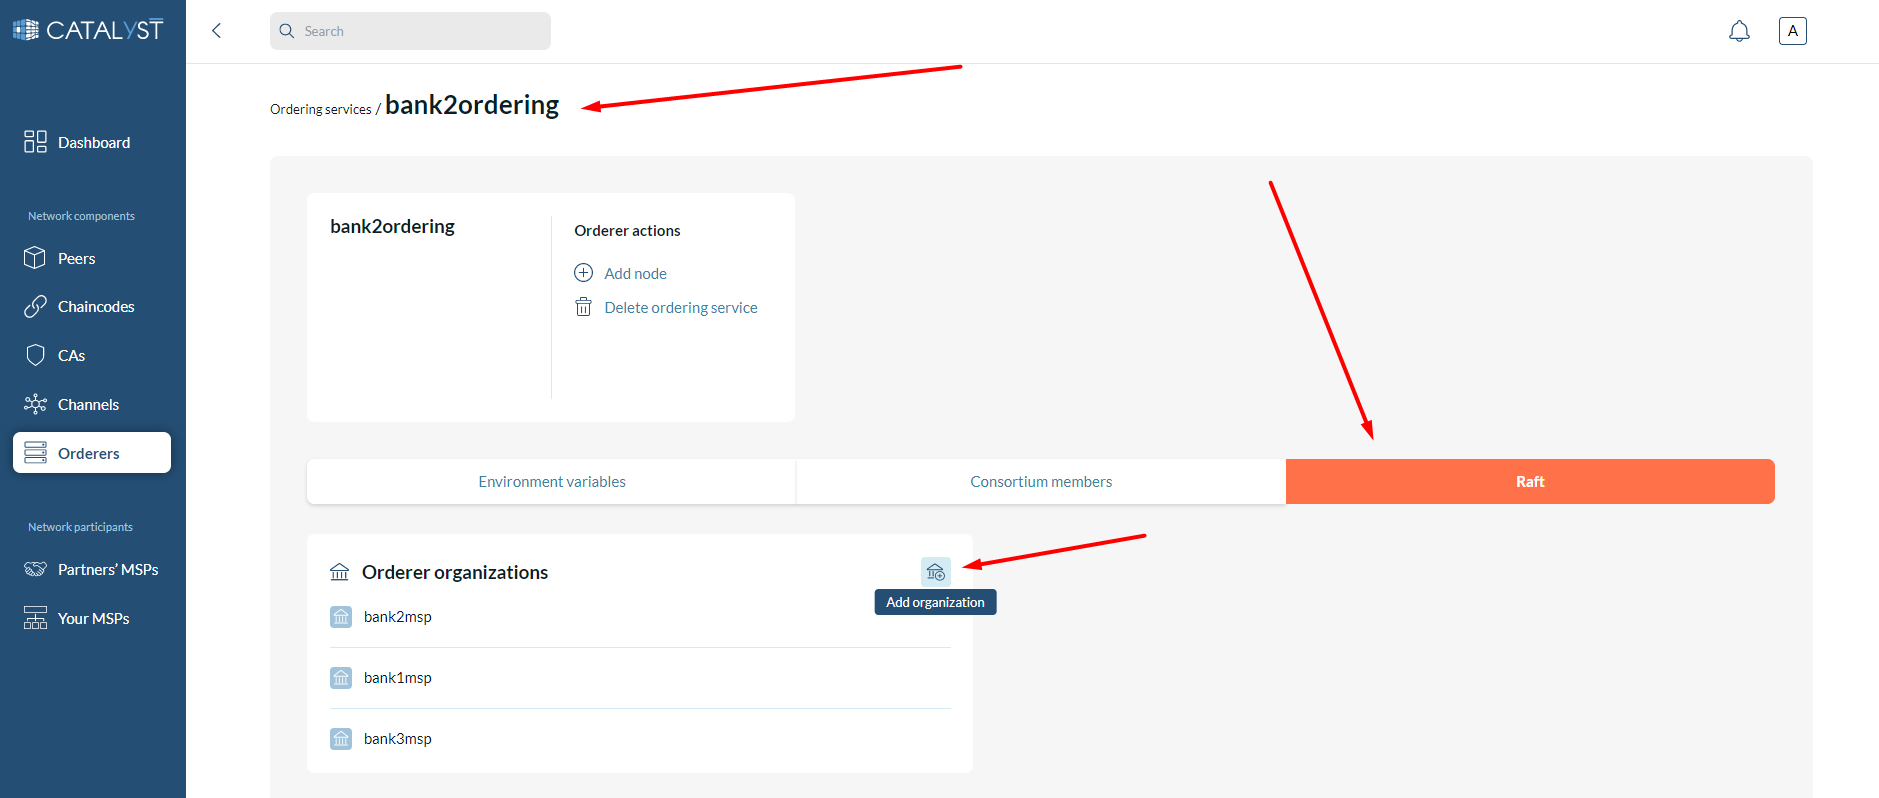 CATALYST
Search
A
Ordering services / bank2ordering
Dashboard
Network components
Peers
Chaincodes
CAs
Channels
Orderers
Network participants
Partners’ MSPs
Your MSPs
bank2ordering
Orderer actions
Add node
Delete ordering service
Environment variables
Consortium members
Raft
Orderer organizations
Add organization
bank2msp
bank1msp
bank3msp